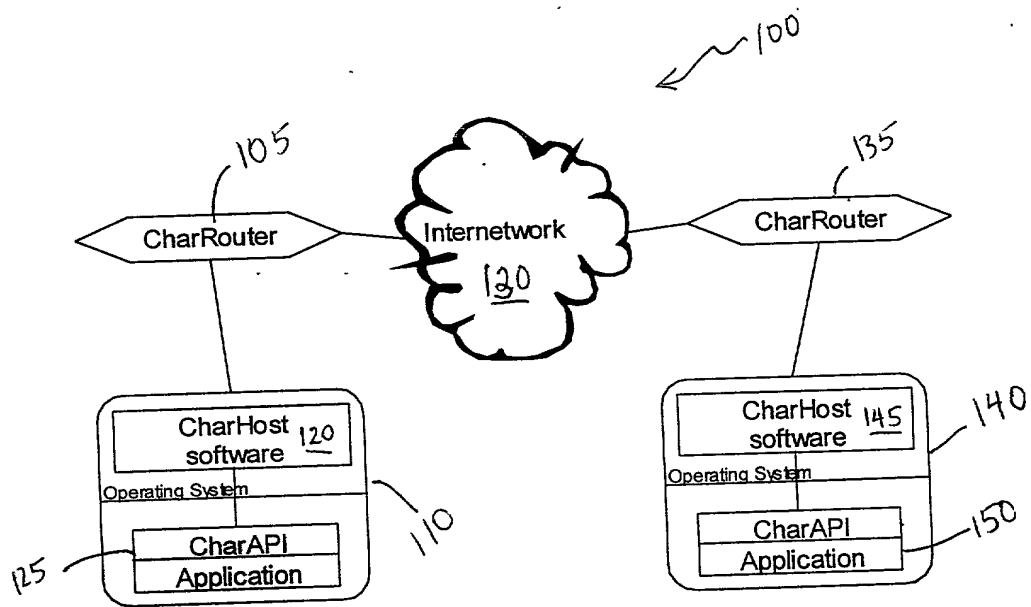 100
105
135
CharRouter
Internetwork
CharRouter
130
CharHost
software 120
Operating System
110
CharAPI
Application
125
CharHost
software 145
140
Operating System
CharAPI
Application
150